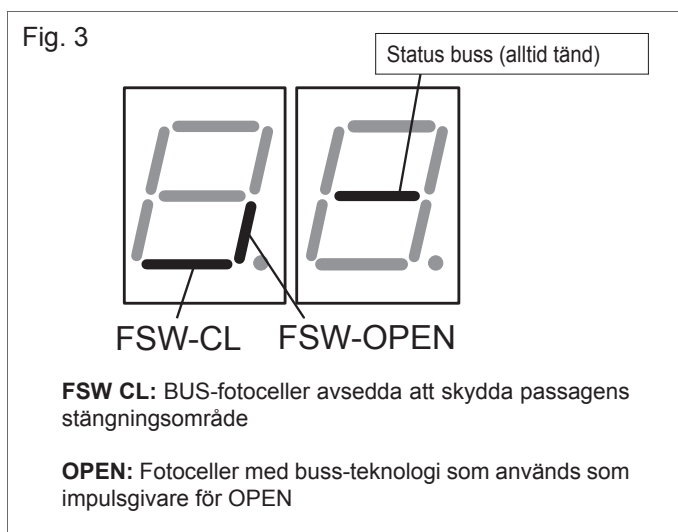 Fig. 3
Status buss (alltid tänd)
FSW-CL
FSW-OPEN
FSW CL: BUS-fotoceller avsedda att skydda passagens
stängningsområde
OPEN: Fotoceller med buss-teknologi som används som
impulsgivare för OPEN